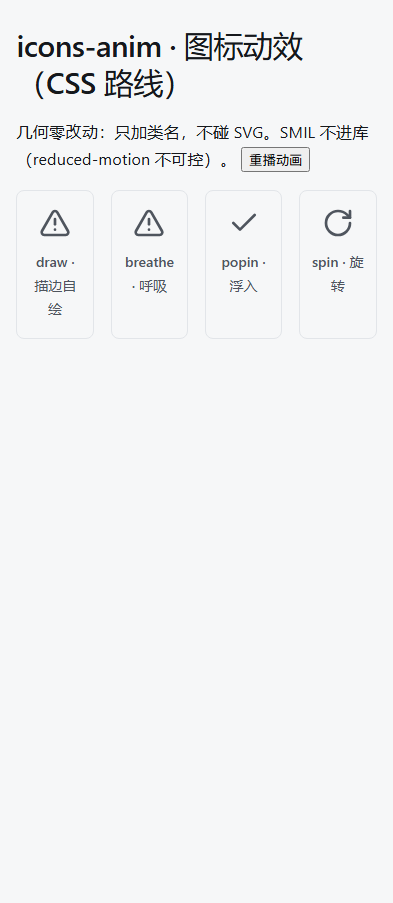 icons-anim · 图标动效
（CSS 路线）
几何零改动：只加类名，不碰 SVG。SMIL 不进库
（reduced-motion 不可控）。 重播动画
draw ·
描边自
绘
breathe
· 呼吸
popin ·
浮入
spin · 旋
转